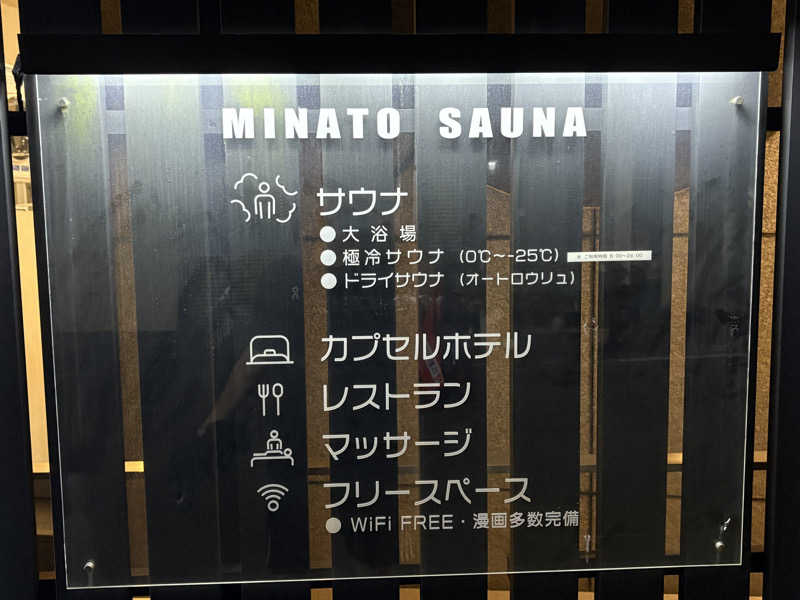 MINATO SAUNA
サウナ
●大浴場
●極冷サウナ（0℃～-25℃）
●ドライサウナ（オートロウリュ）
カプセルホテル
レストラン
マッサージ
フリースペース
● WiFi FREE・漫画多数完備